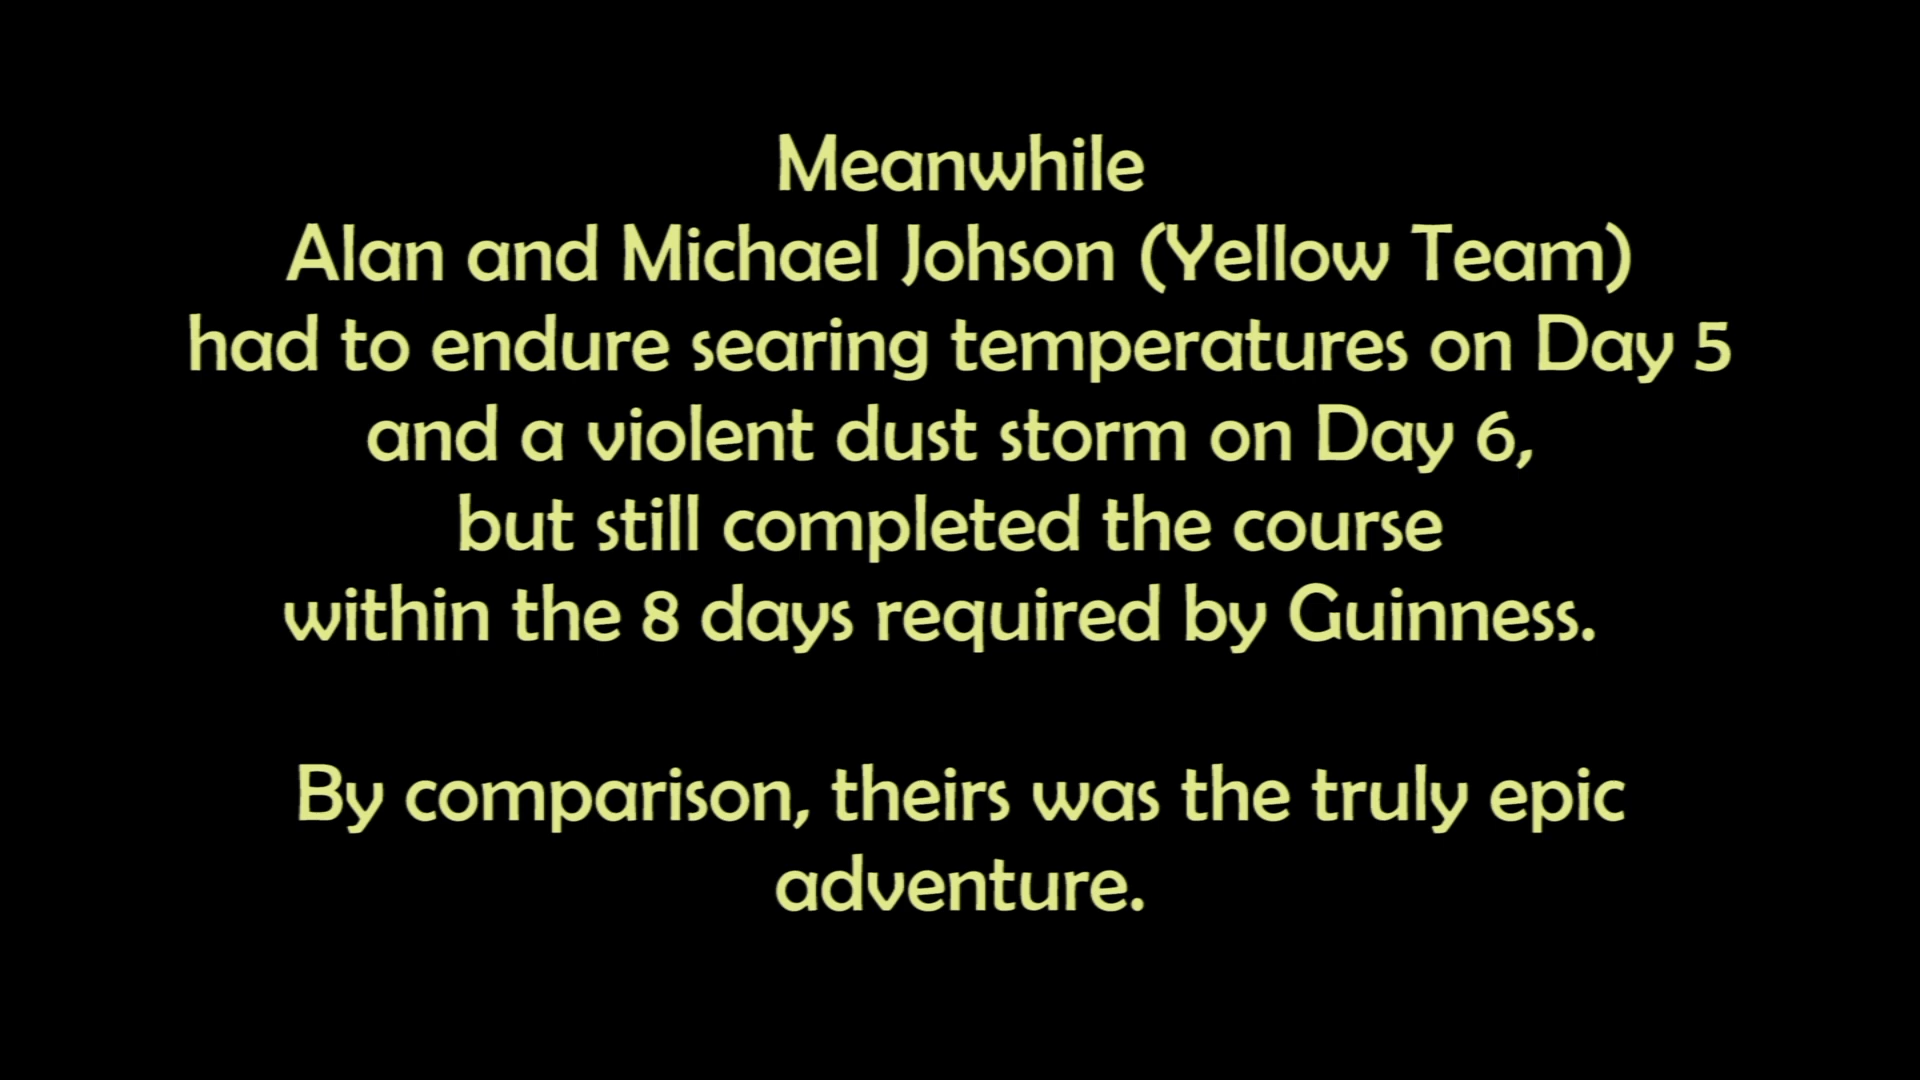 Meanwhile
Alan and Michael Johson (Yellow Team)
had to endure searing temperatures on Day 5
and a violent dust storm on Day 6,
but still completed the course
within the 8 days required by Guinness.
By comparison, theirs was the truly epic
adventure.